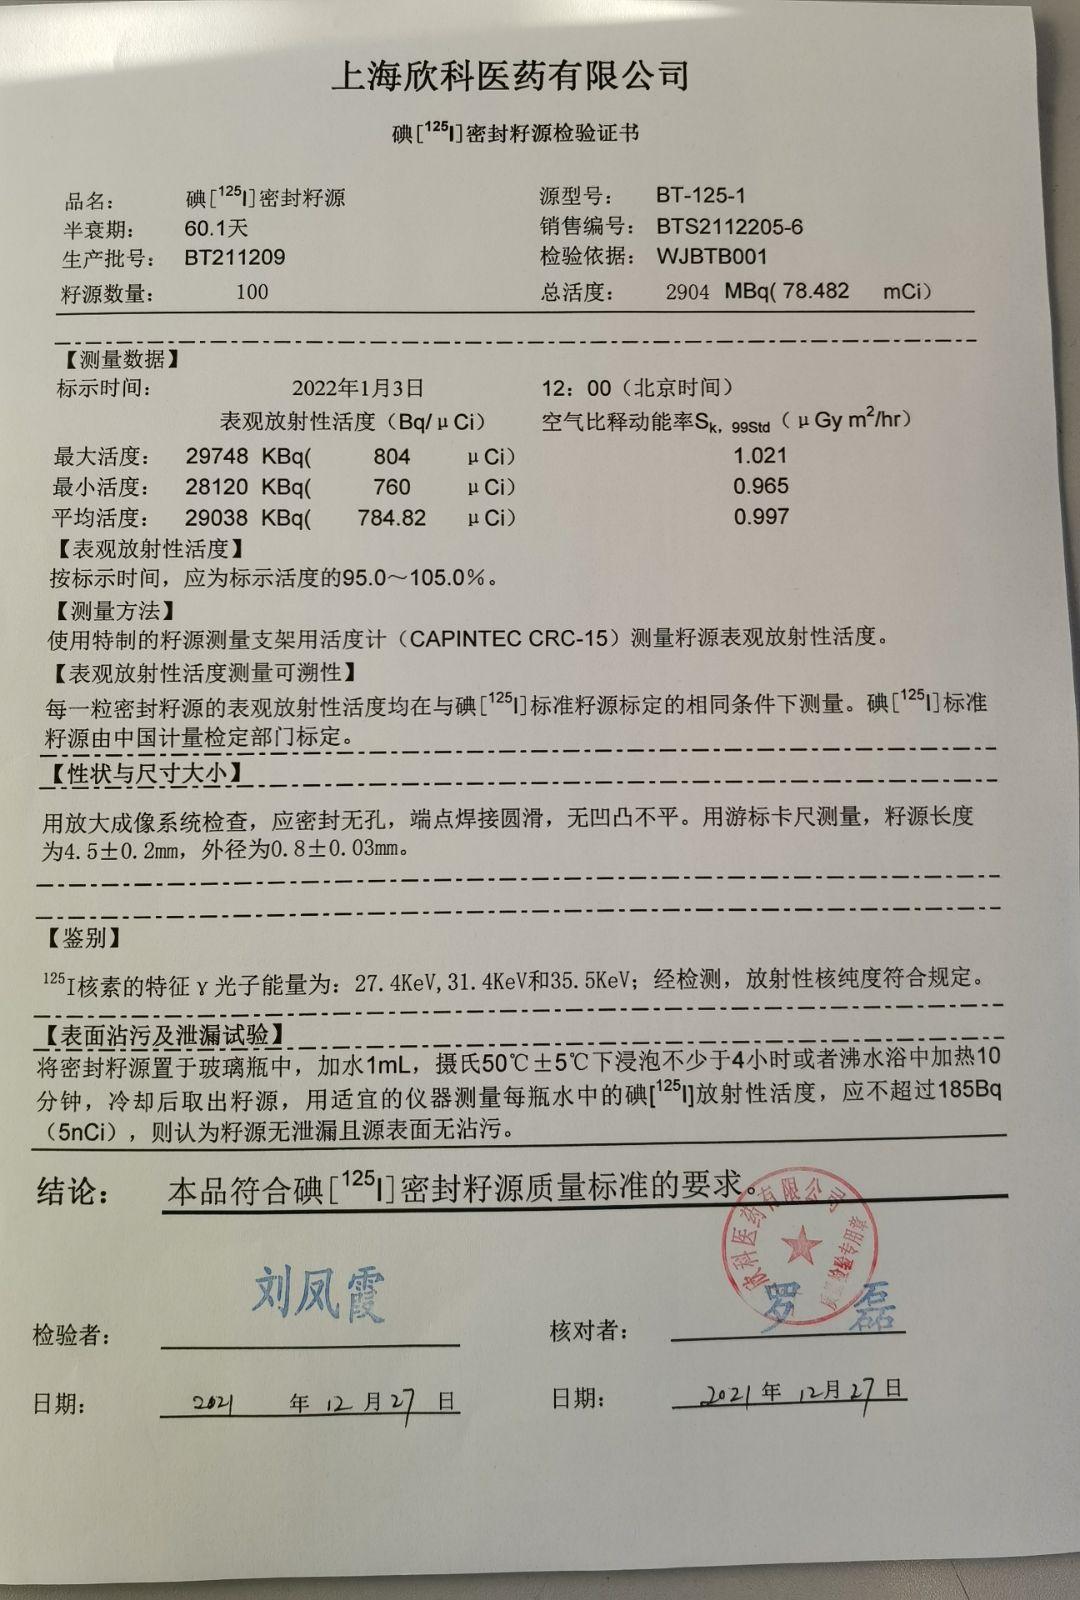 上海欣科医药有限公司
碘[¹²⁵I]密封籽源检验证书
品名: 碘[¹²⁵I]密封籽源 源型号: BT-125-1
半衰期: 60.1天 销售编号: BTS2112205-6
生产批号: BT211209 检验依据: WJBTB001
籽源数量: 100 总活度: 2904 MBq( 78.482 mCi)
【测量数据】
标示时间: 2022年1月3日 12:00(北京时间)
表观放射性活度(Bq/μCi) 空气比释动能率Sk, 99Std(μGy m²/hr)
最大活度: 29748 KBq( 804 μCi) 1.021
最小活度: 28120 KBq( 760 μCi) 0.965
平均活度: 29038 KBq( 784.82 μCi) 0.997
【表观放射性活度】
按标示时间,应为标示活度的95.0～105.0%。
【测量方法】
使用特制的籽源测量支架用活度计(CAPINTEC CRC-15)测量籽源表观放射性活度。
【表观放射性活度测量可溯性】
每一粒密封籽源的表观放射性活度均在与碘[¹²⁵I]标准籽源标定的相同条件下测量。碘[¹²⁵I]标准
籽源由中国计量检定部门标定。
【性状与尺寸大小】
用放大成像系统检查,应密封无孔,端点焊接圆滑,无凹凸不平。用游标卡尺测量,籽源长度
为4.5±0.2mm,外径为0.8±0.03mm。
【鉴别】
¹²⁵I核素的特征γ光子能量为:27.4KeV,31.4KeV和35.5KeV;经检测,放射性核纯度符合规定。
【表面沾污及泄漏试验】
将密封籽源置于玻璃瓶中,加水1mL,摄氏50℃±5℃下浸泡不少于4小时或者沸水浴中加热10
分钟,冷却后取出籽源,用适宜的仪器测量每瓶水中的碘[¹²⁵I]放射性活度,应不超过185Bq
(5nCi),则认为籽源无泄漏且源表面无沾污。
结论: 本品符合碘[¹²⁵I]密封籽源质量标准的要求。
欣科医药有限公司
检验者: 刘凤霞 核对者: 罗磊
日期: 2021 年 12 月 27 日 日期: 2021 年 12 月 27 日